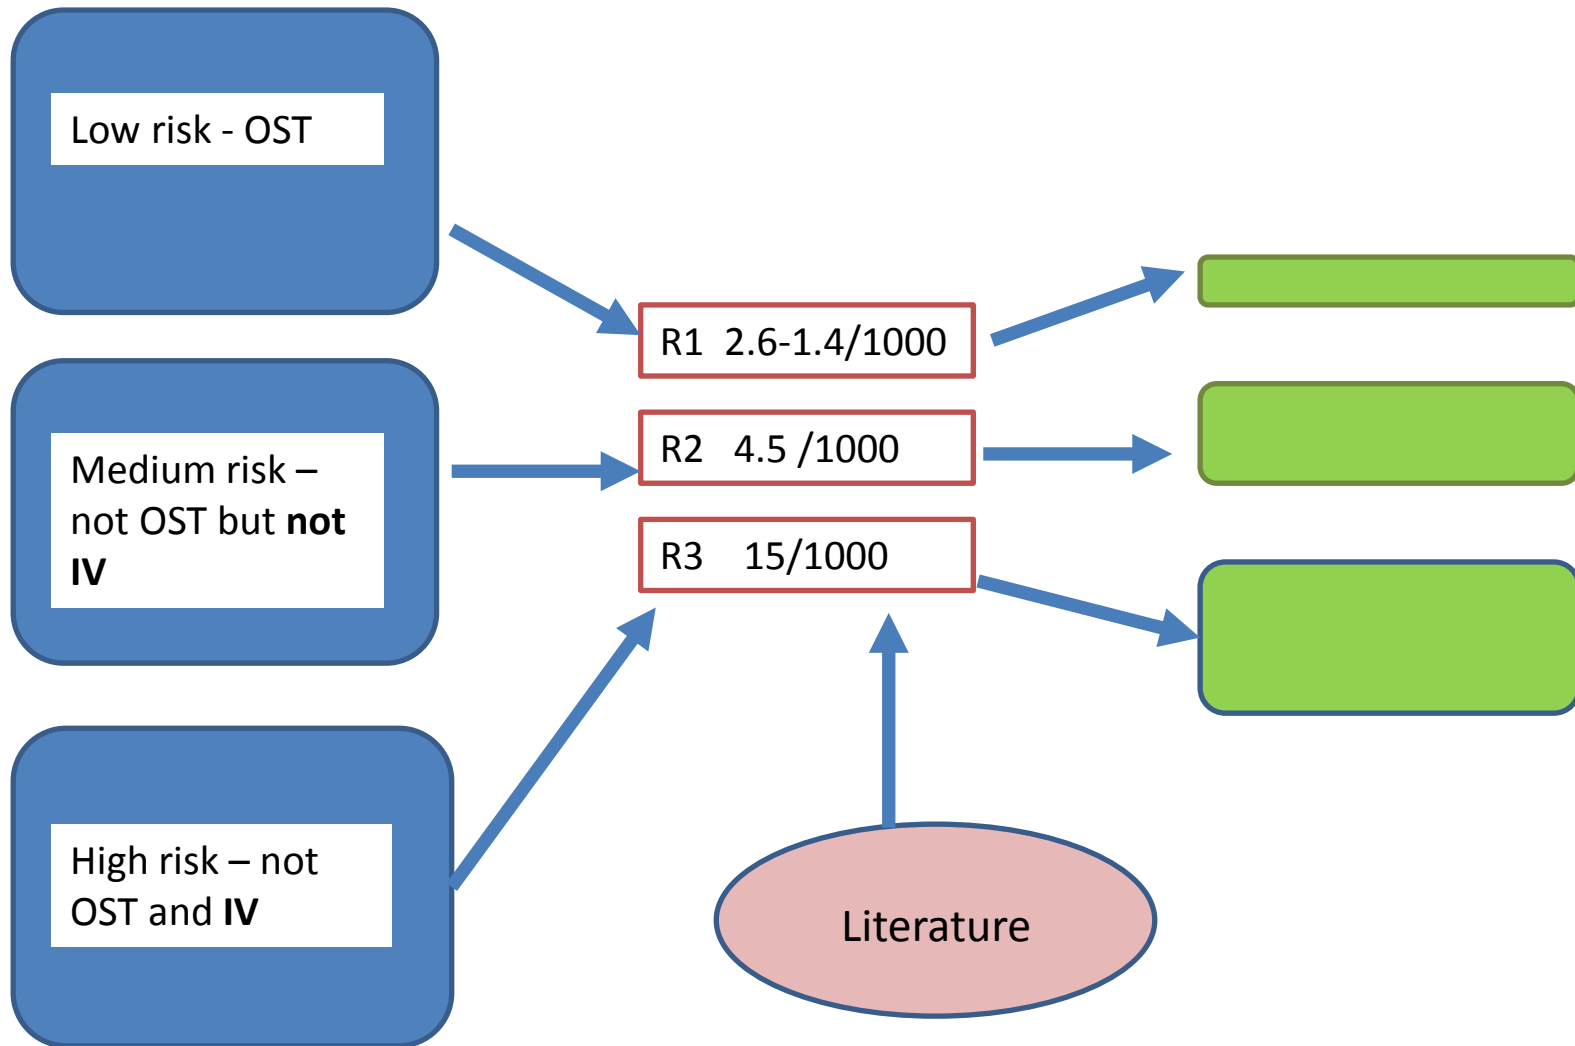 Low risk - OST
R1  2.6-1.4/1000
R2   4.5 /1000
Medium risk –
not OST but not
IV
R3    15/1000
High risk – not
OST and IV
Literature